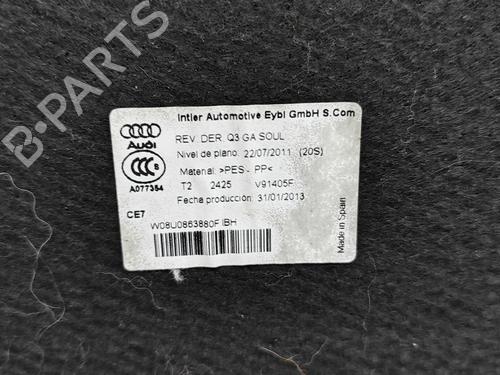 Intier Automotive Eybl GmbH S.Com
REV. DER. Q3 GA SOUL
Nivel de plano: 22/07/2011 (20S)
Material: >PES - PP<
T2 2425 V91405F
Fecha producción: 31/01/2013
Audi
CCC S
A077354
CE7
W08U0863880F IBH
Made in Spain
B-PARTS